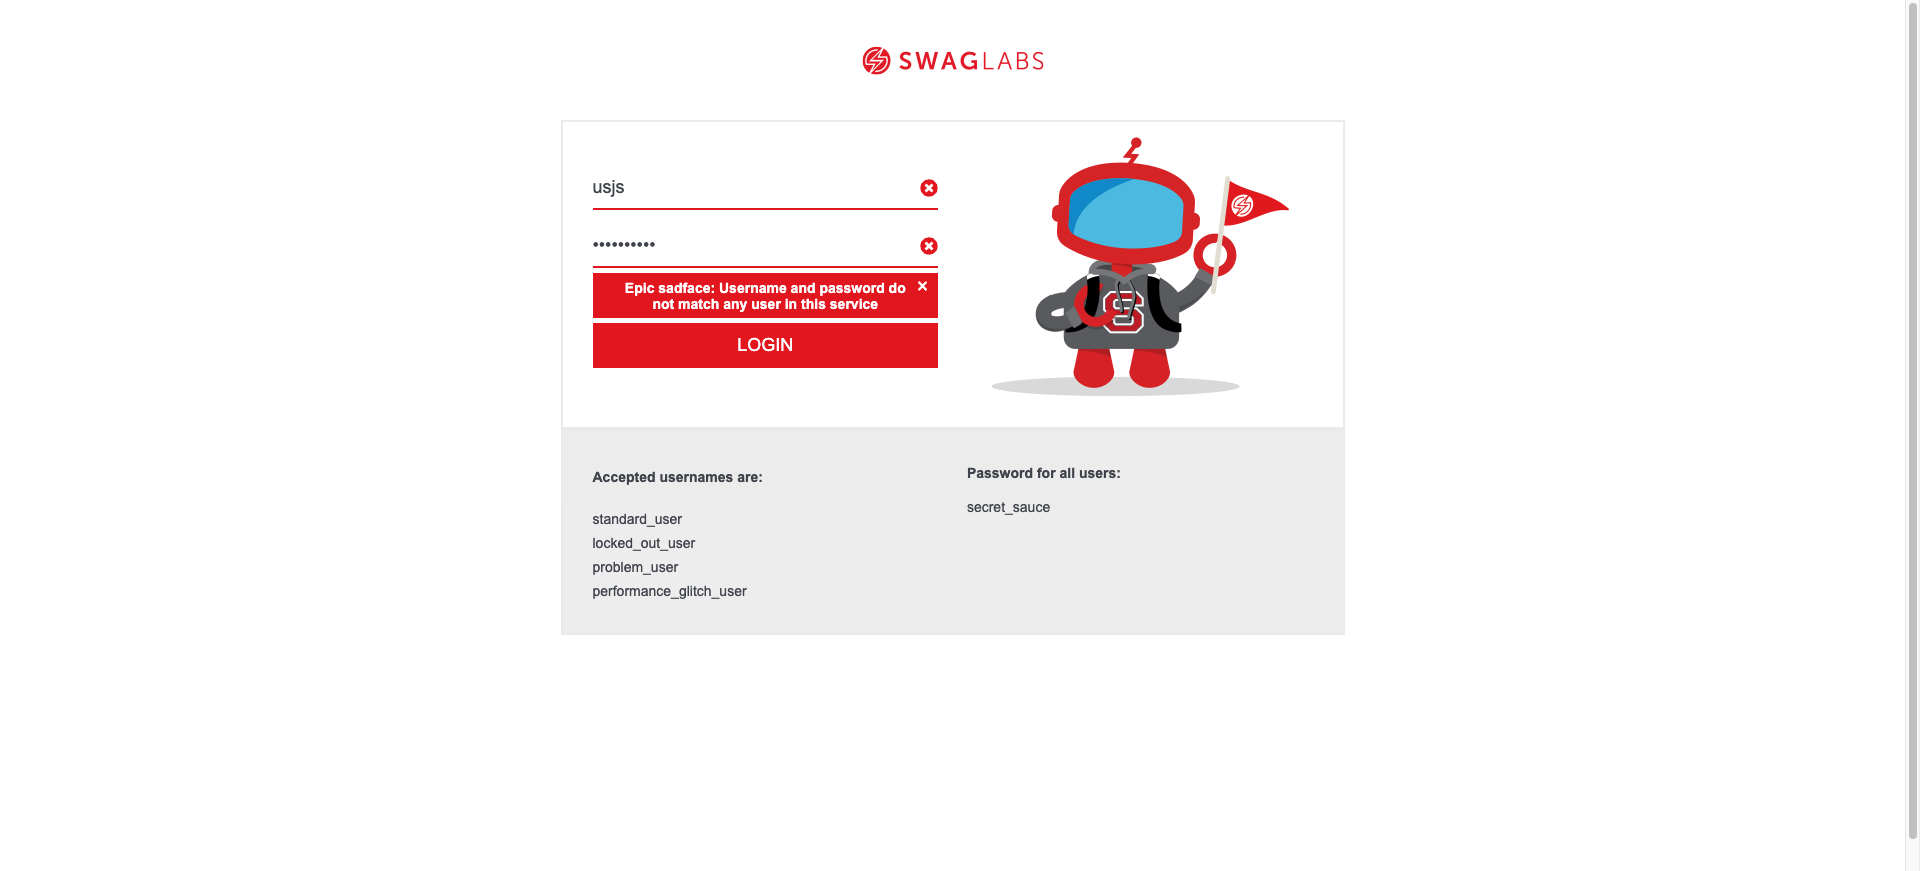 SWAGLABS
usjs
••••••••••
Epic sadface: Username and password do
not match any user in this service
LOGIN
S
Accepted usernames are:
standard_user
locked_out_user
problem_user
performance_glitch_user
Password for all users:
secret_sauce